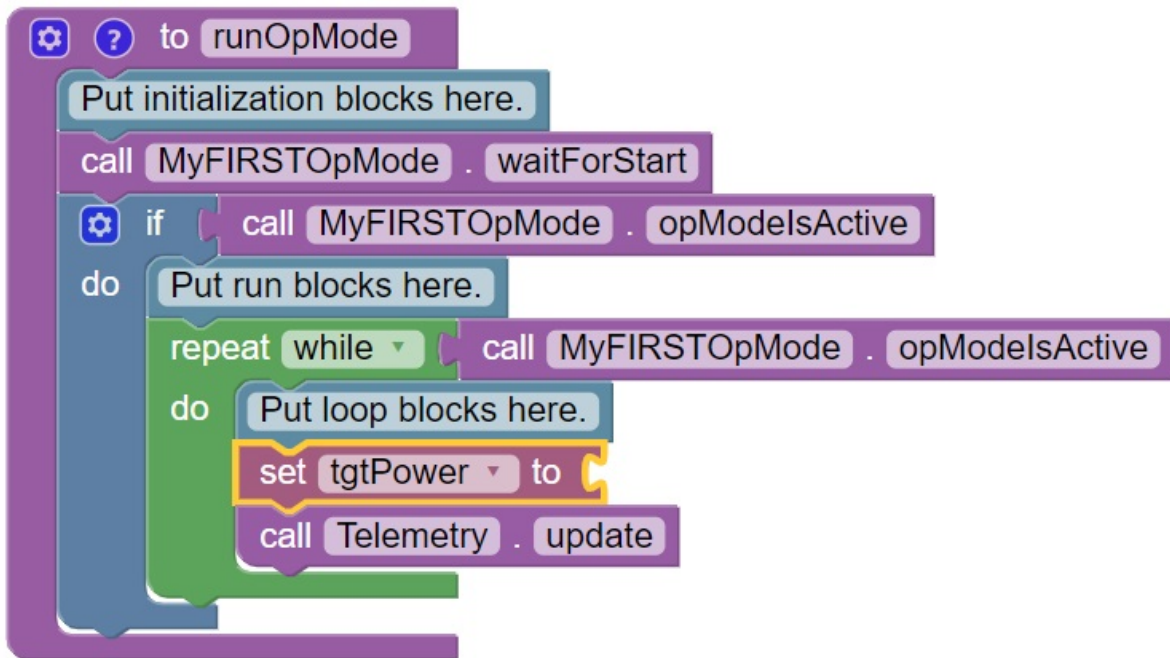 ? to runOpMode
Put initialization blocks here.
call MyFIRSTOpMode . waitForStart
if call MyFIRSTOpMode . opModeIsActive
do Put run blocks here.
repeat while call MyFIRSTOpMode . opModeIsActive
do Put loop blocks here.
set tgtPower to
call Telemetry . update